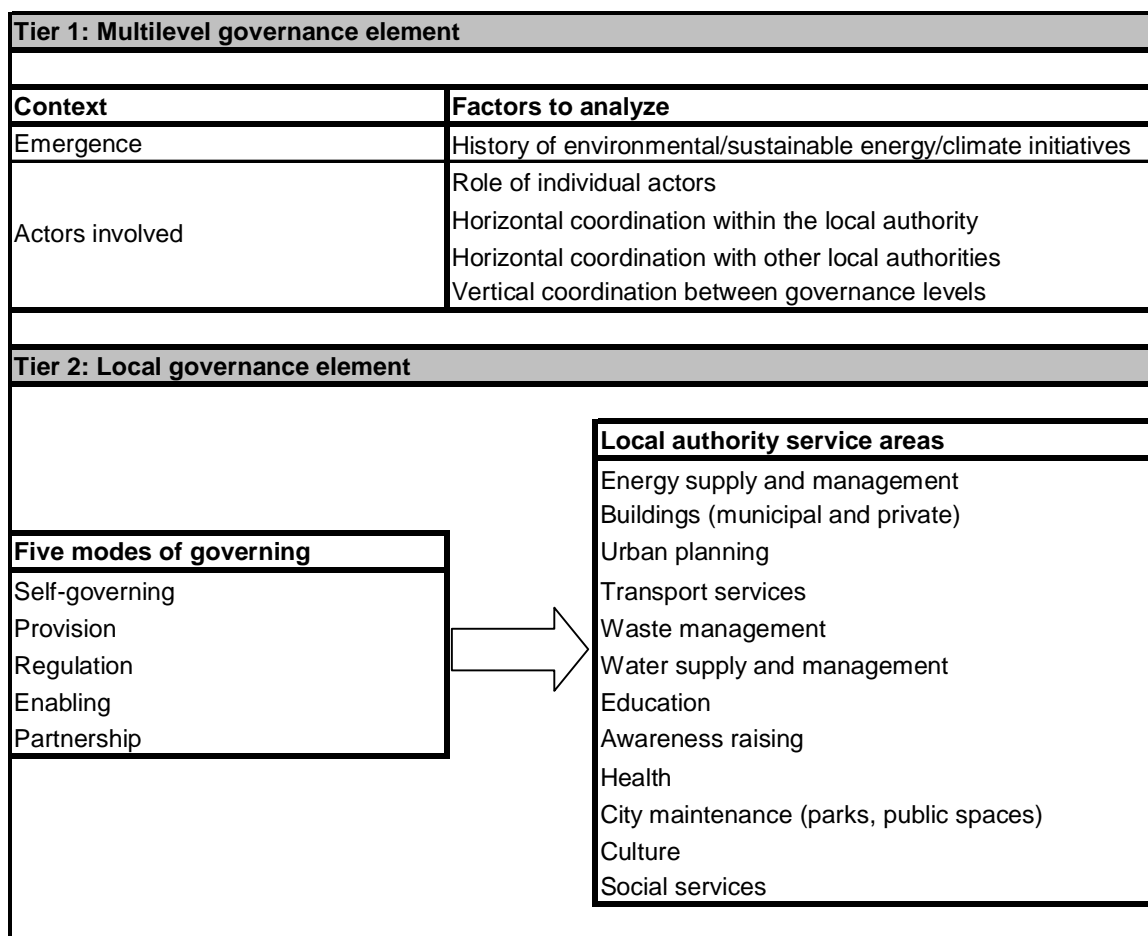 Tier 1: Multilevel governance element
Context
Factors to analyze
Emergence
History of environmental/sustainable energy/climate initiatives
Actors involved
Role of individual actors
Horizontal coordination within the local authority
Horizontal coordination with other local authorities
Vertical coordination between governance levels
Tier 2: Local governance element
Five modes of governing
Self-governing
Provision
Regulation
Enabling
Partnership
Local authority service areas
Energy supply and management
Buildings (municipal and private)
Urban planning
Transport services
Waste management
Water supply and management
Education
Awareness raising
Health
City maintenance (parks, public spaces)
Culture
Social services